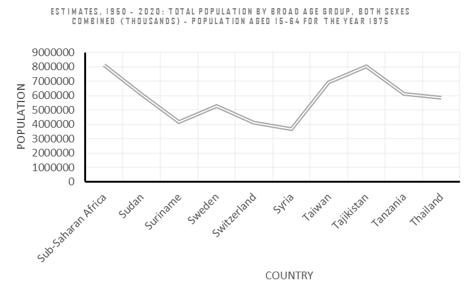 ESTIMATES, 1950 - 2020: TOTAL POPULATION BY BROAD AGE GROUP, BOTH SEXES
COMBINED (THOUSANDS) - POPULATION AGED 15-64 FOR THE YEAR 1975
9000000
8000000
7000000
6000000
5000000
4000000
3000000
2000000
1000000
0
POPULATION
Sub-Saharan Africa
Sudan
Suriname
Sweden
Switzerland
Syria
Taiwan
Tajikistan
Tanzania
Thailand
COUNTRY